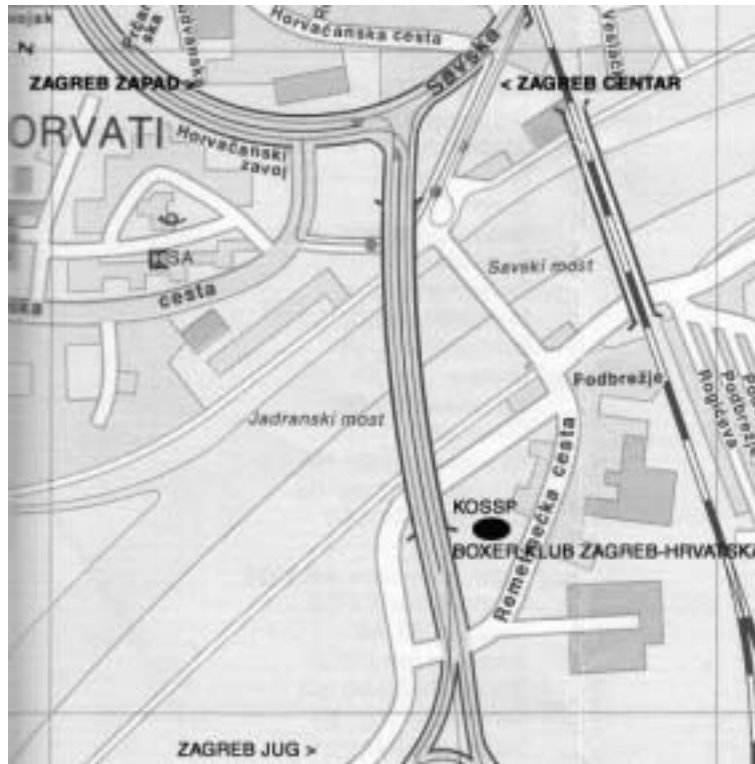 Horvaćanska cesta
Savska
ZAGREB ZAPAD >
< ZAGREB CENTAR
ORVATI
Horvaćanski
zavoj
Savski most
cesta
Podbrežje
Rogićeva
Podbrežje
Jadranski most
Remetinečka cesta
KOSSP
BOXER KLUB ZAGREB-HRVATSKA
ZAGREB JUG >